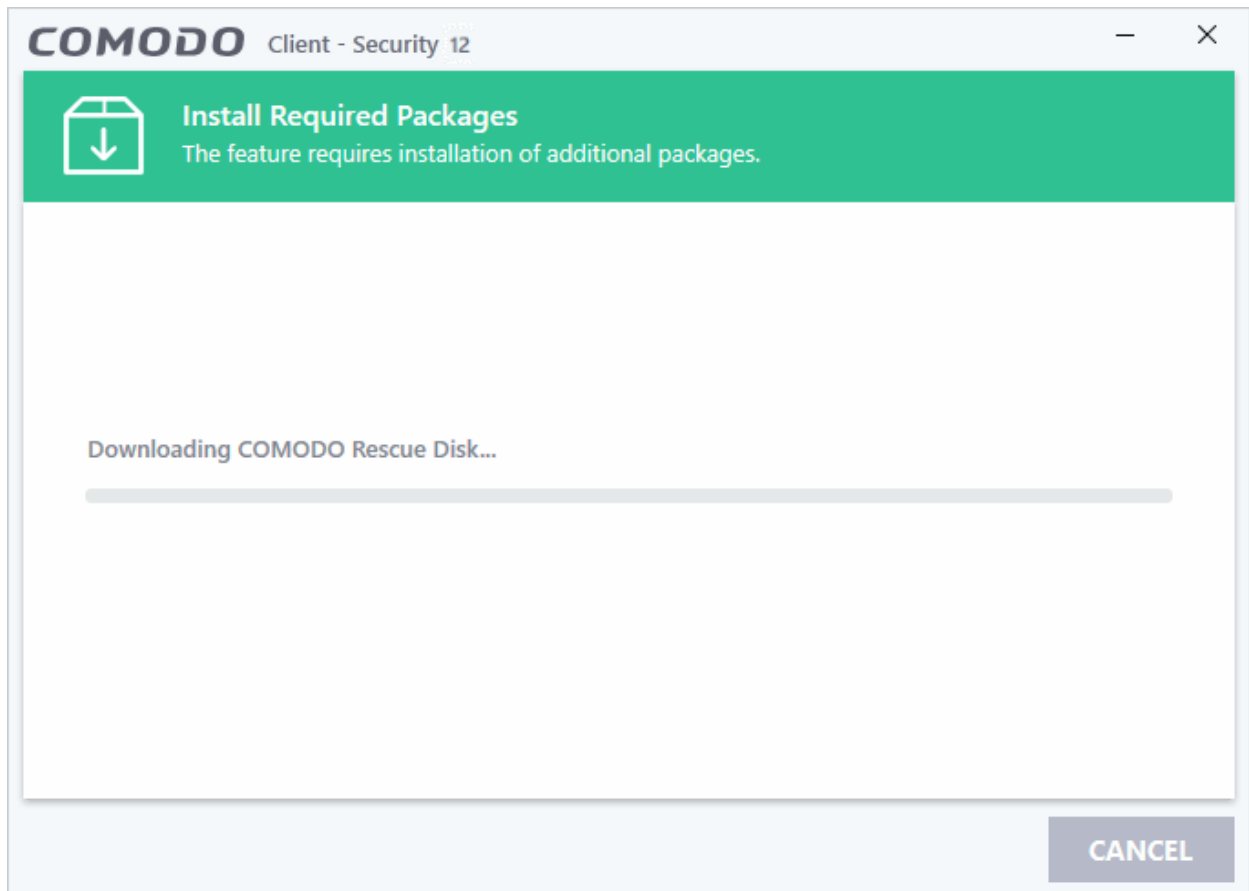 COMODO Client - Security 12
Install Required Packages
The feature requires installation of additional packages.
Downloading COMODO Rescue Disk...
CANCEL